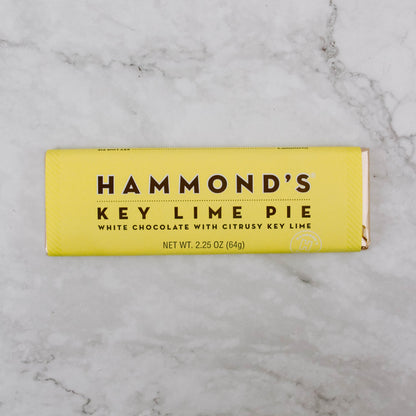 HAMMOND'S
KEY LIME PIE
WHITE CHOCOLATE WITH CITRUSY KEY LIME
NET WT. 2.25 OZ (64g)